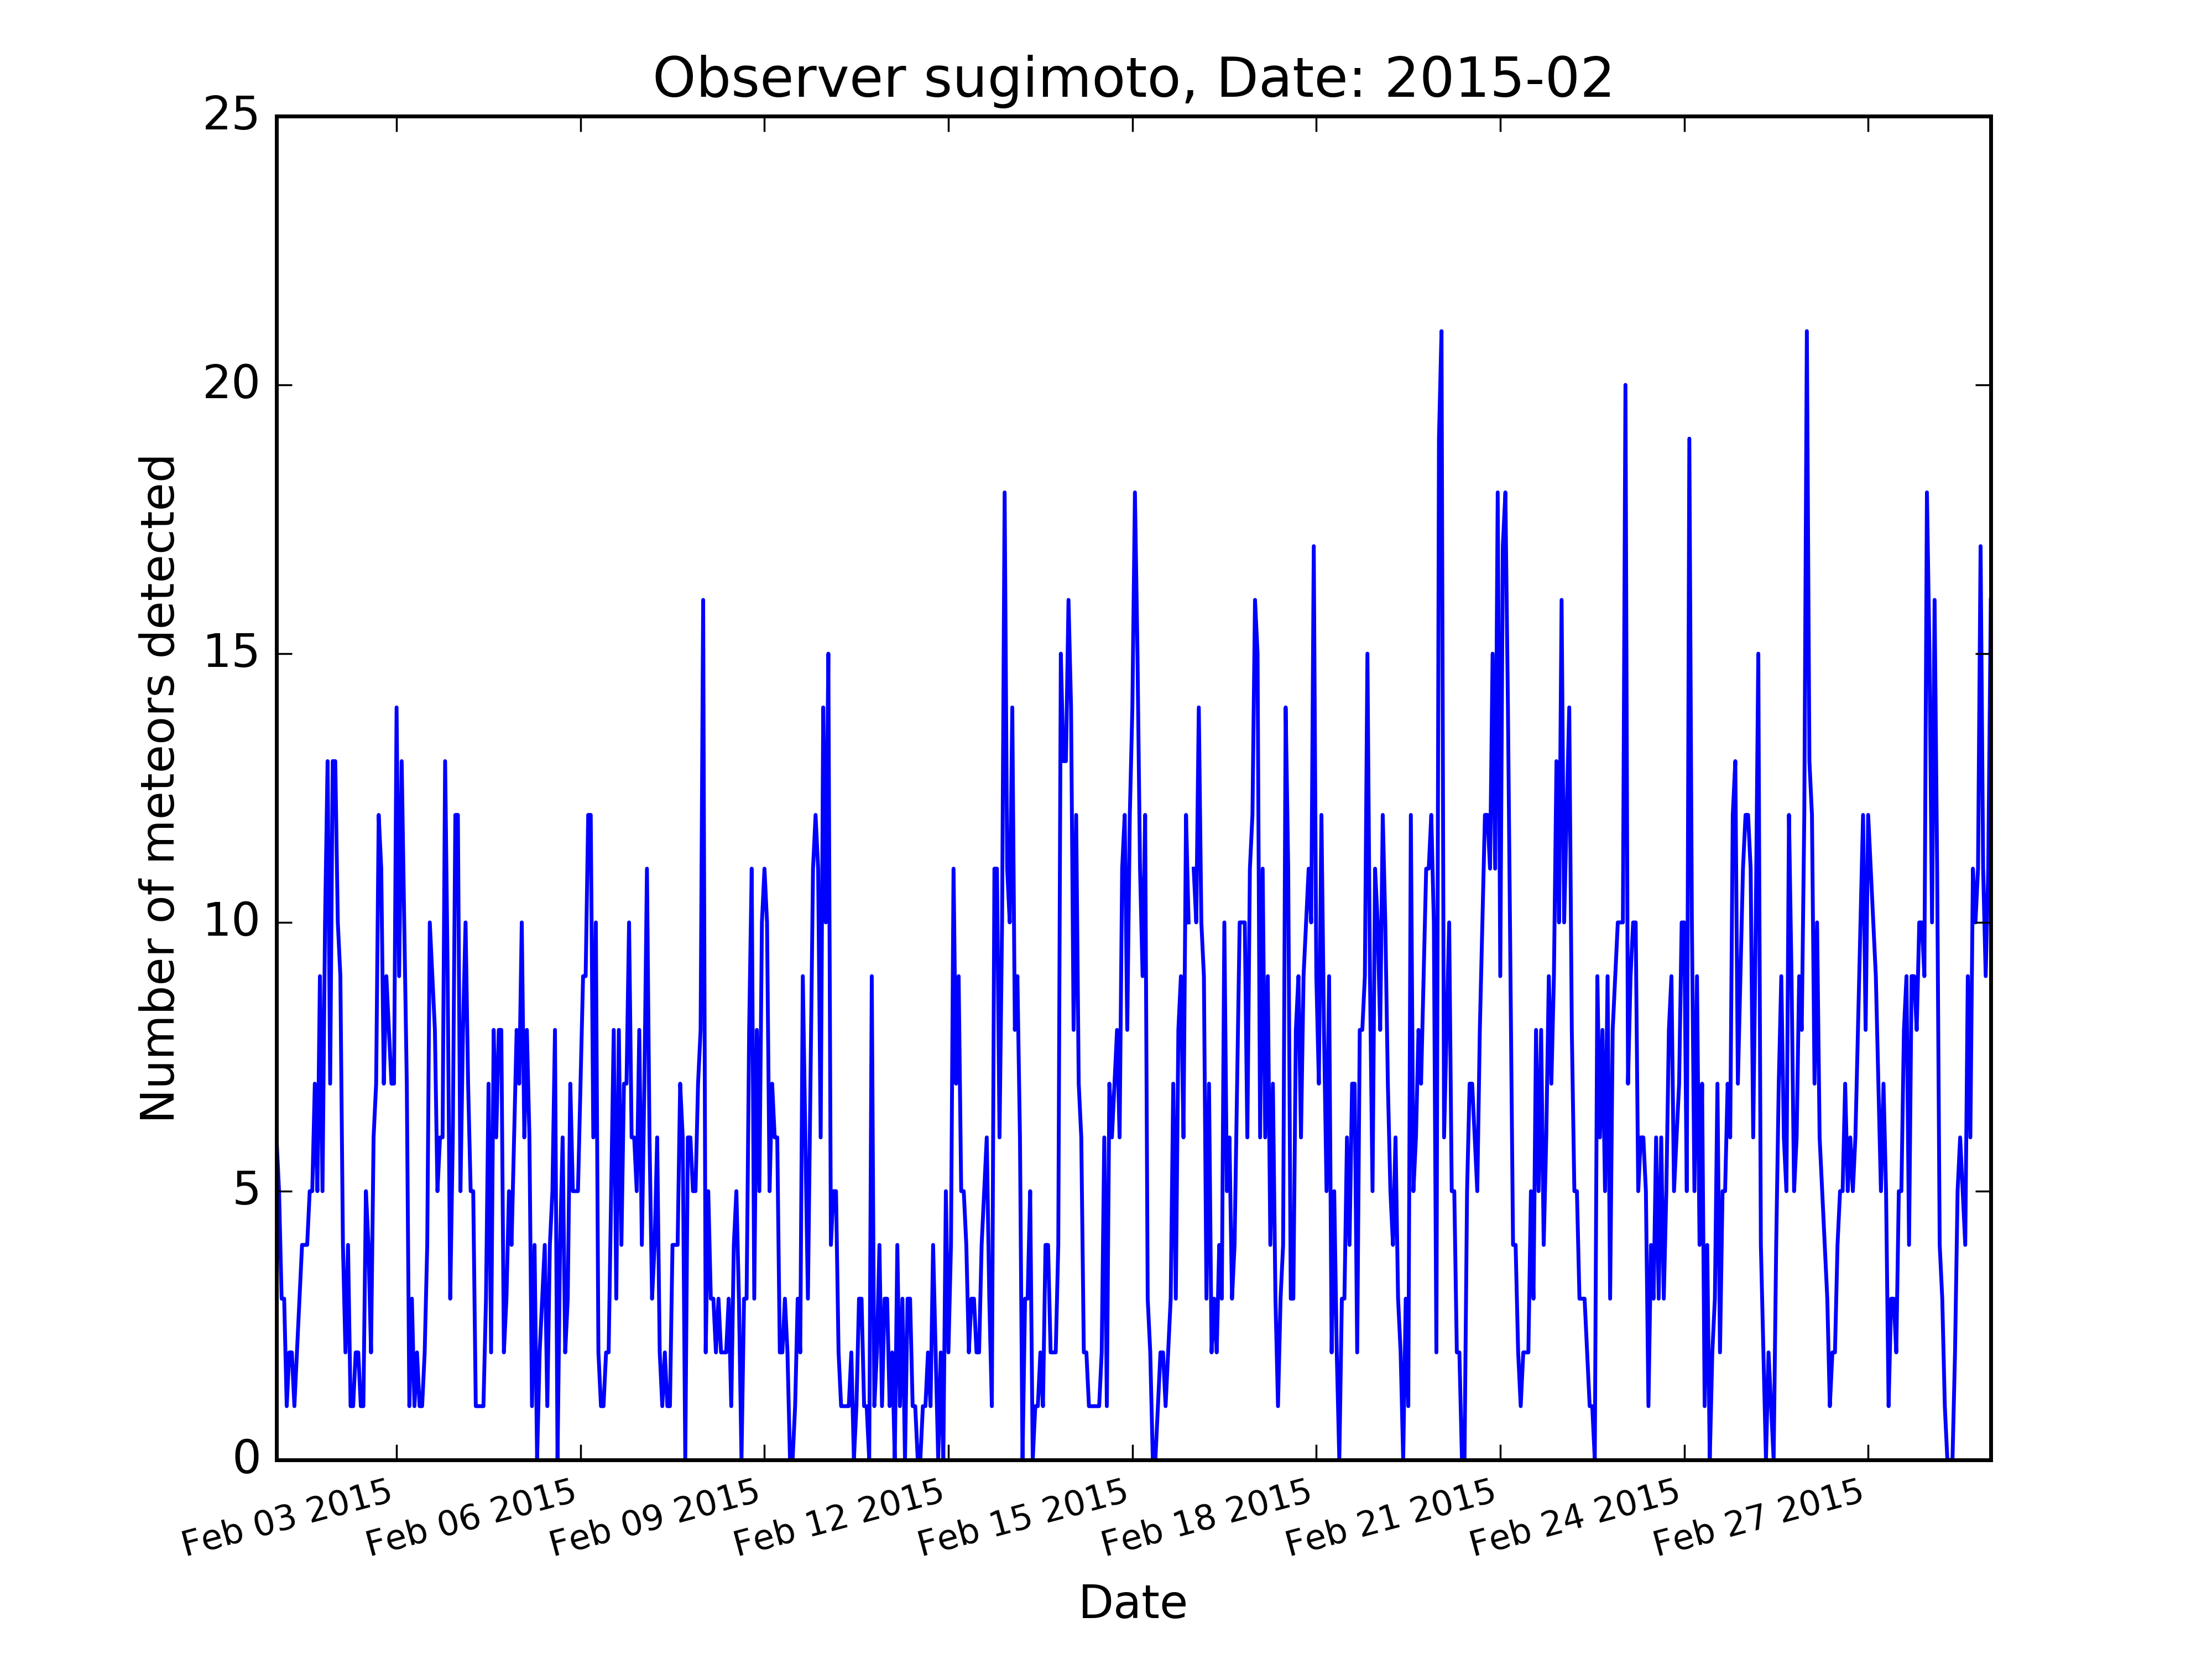 Observer sugimoto, Date: 2015-02
Number of meteors detected
25
20
15
10
5
0
Feb 03 2015
Feb 06 2015
Feb 09 2015
Feb 12 2015
Feb 15 2015
Feb 18 2015
Feb 21 2015
Feb 24 2015
Feb 27 2015
Date